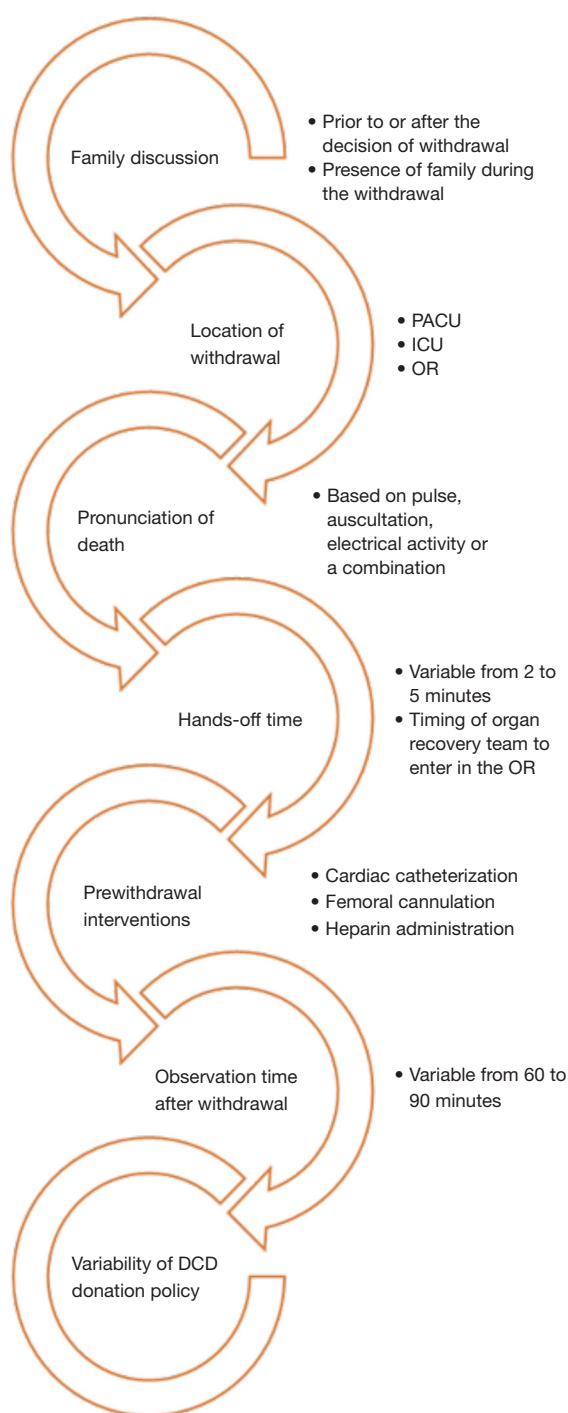 Family discussion
• Prior to or after the
decision of withdrawal
• Presence of family during
the withdrawal
Location of
withdrawal
• PACU
• ICU
• OR
Pronunciation of
death
• Based on pulse,
auscultation,
electrical activity or
a combination
Hands-off time
• Variable from 2 to
5 minutes
• Timing of organ
recovery team to
enter in the OR
Prewithdrawal
interventions
• Cardiac catheterization
• Femoral cannulation
• Heparin administration
Observation time
after withdrawal
• Variable from 60 to
90 minutes
Variability of DCD
donation policy